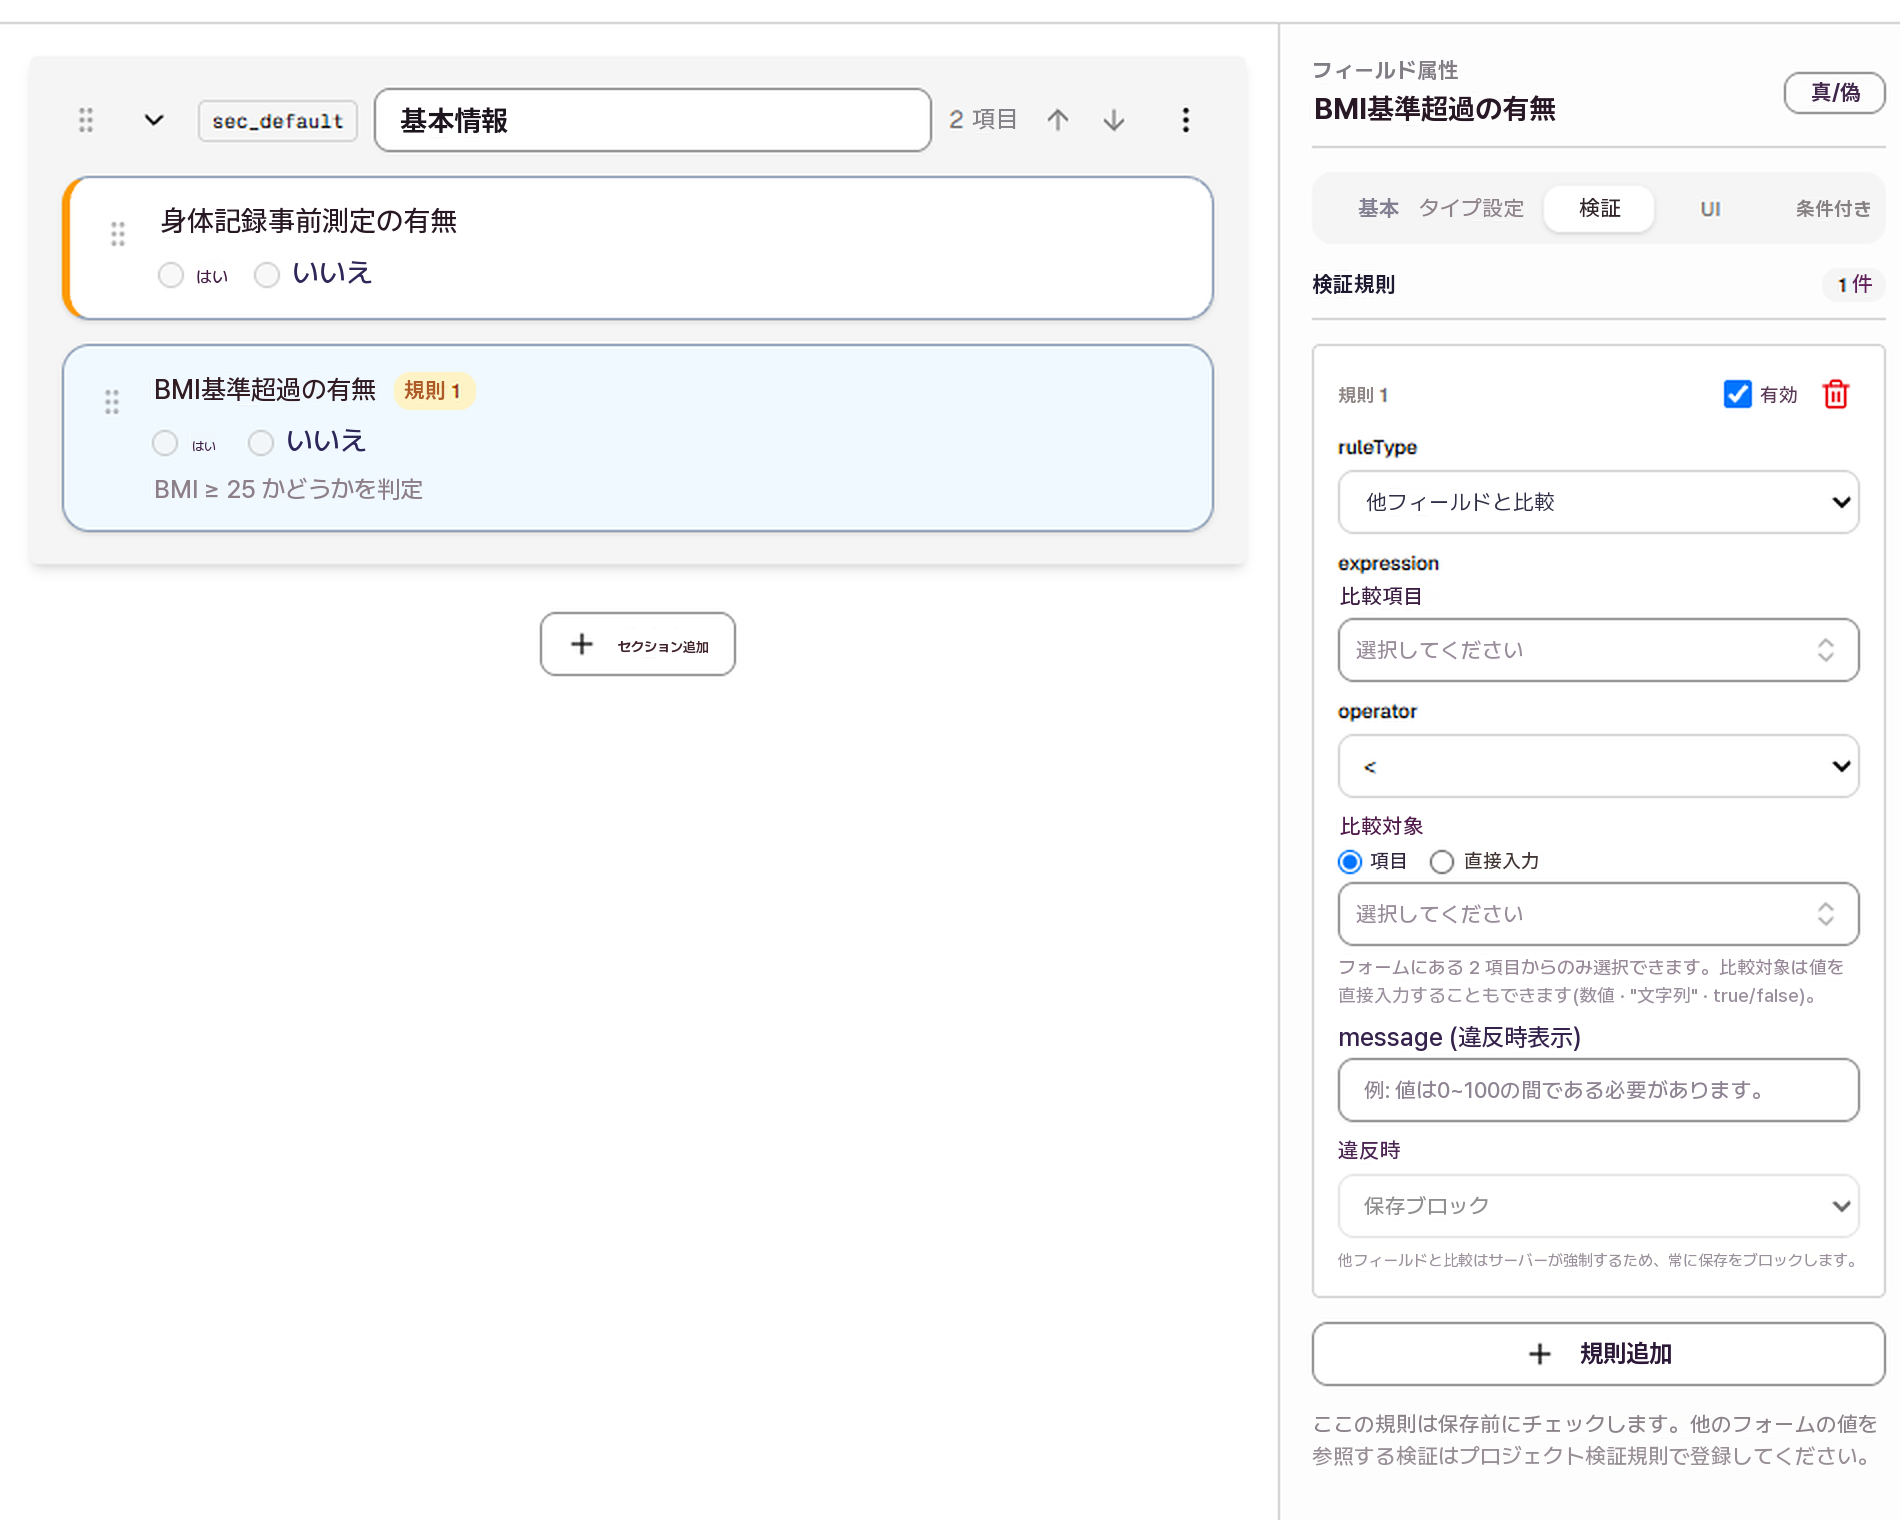 sec_default
基本情報
2 項目
身体記録事前測定の有無
はい
いいえ
BMI基準超過の有無
規則 1
はい
いいえ
BMI ≥ 25 かどうかを判定
セクション追加
フィールド属性
BMI基準超過の有無
真/偽
基本
タイプ設定
検証
UI
条件付き
検証規則
1 件
規則 1
有効
ruleType
他フィールドと比較
expression
比較項目
選択してください
operator
<
比較対象
項目
直接入力
選択してください
フォームにある 2 項目からのみ選択できます。比較対象は値を
直接入力することもできます(数値 · "文字列" · true/false)。
message (違反時表示)
例: 値は0~100の間である必要があります。
違反時
保存ブロック
他フィールドと比較はサーバーが強制するため、常に保存をブロックします。
規則追加
ここの規則は保存前にチェックします。他のフォームの値を
参照する検証はプロジェクト検証規則で登録してください。